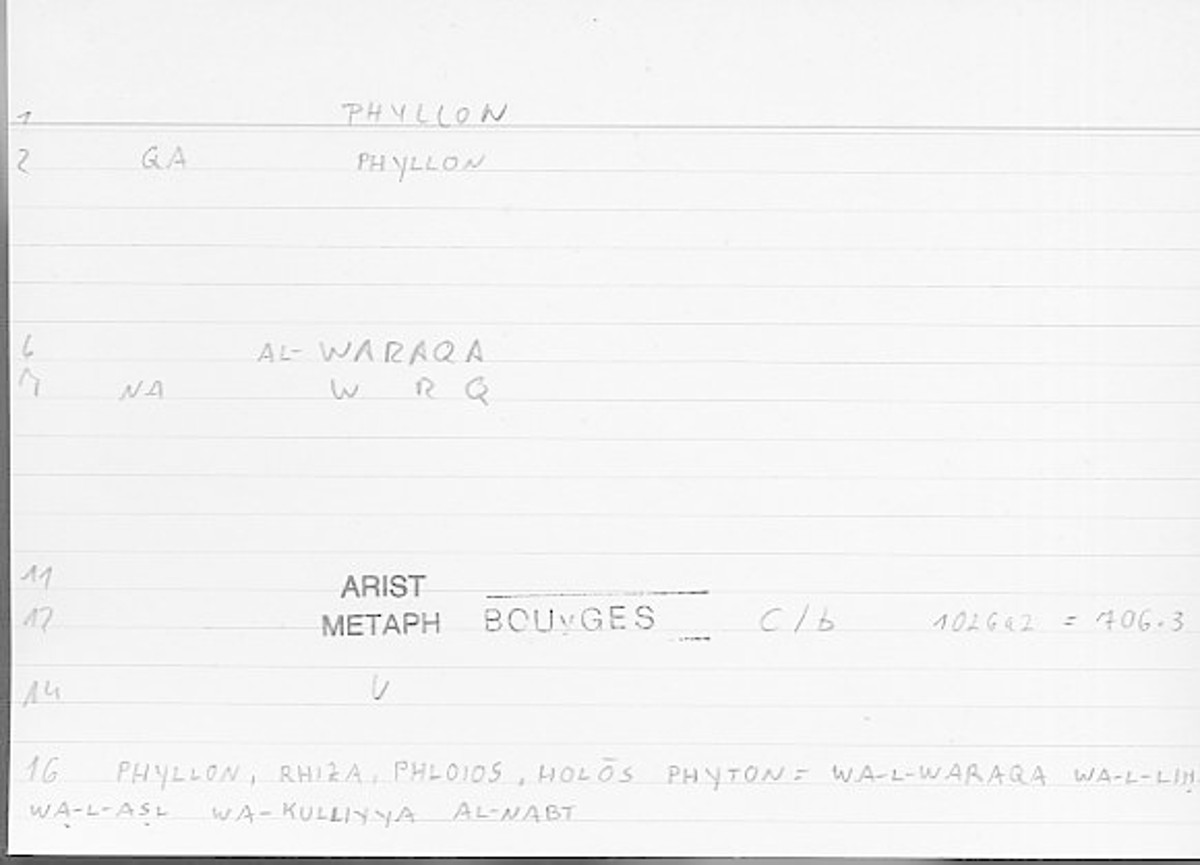 1 PHYLLON
2 QA PHYLLON
6 AL-WARAQA
7 NA W R Q
11 ARIST
12 METAPH BOUYGES C/b 1026a2 = 706.3
14 V
16 PHYLLON, RHIZA, PHLOIOS, HOLŌS PHYTON = WA-L-WARAQA WA-L-LIḤ
WA-L-AṢL WA-KULLIYYA AL-NABT